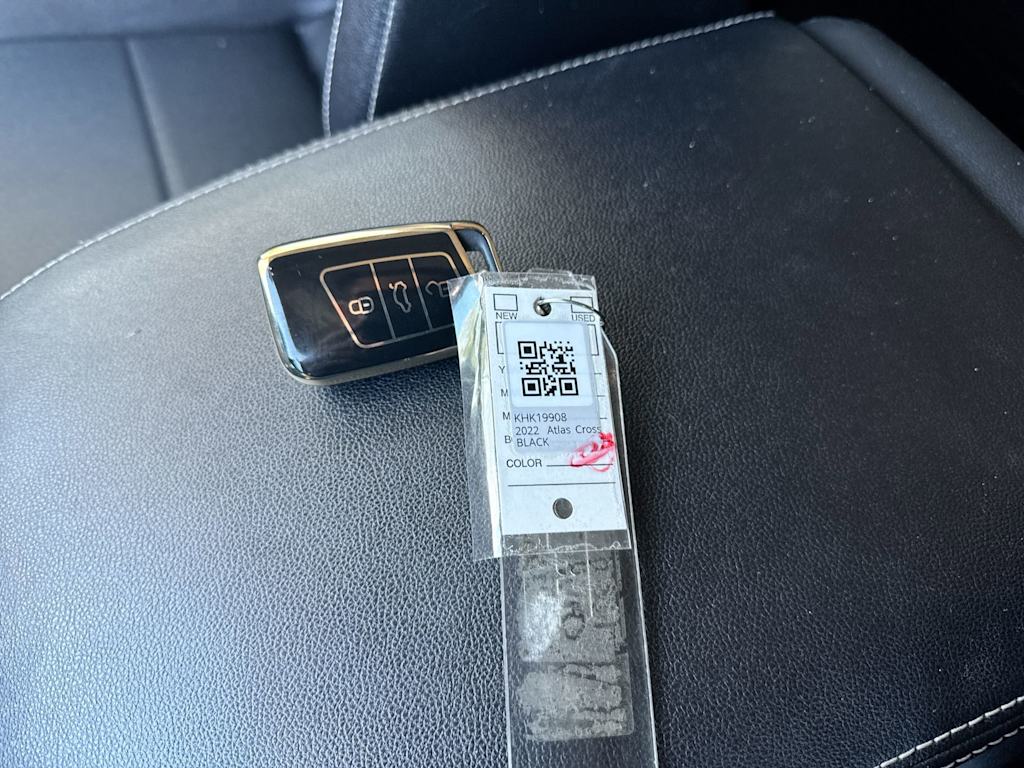 NEW USED
Y
M
M
B
KHK19908
2022 Atlas Cross
BLACK
COLOR